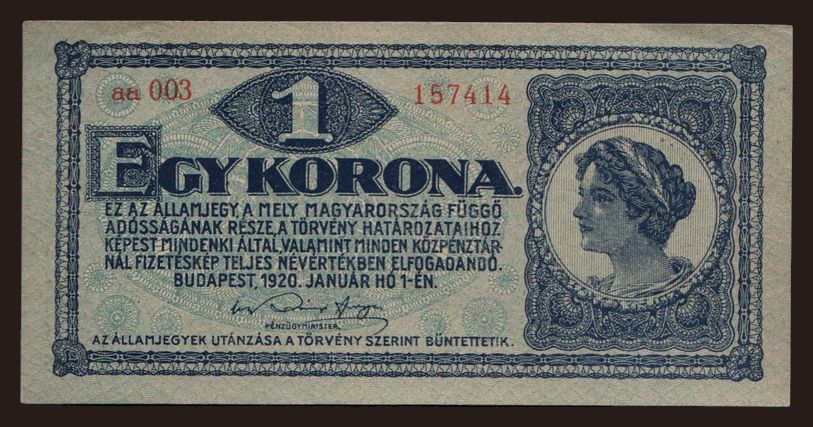 aa 003 157414
1
EGY KORONA.
EZ AZ ÁLLAMJEGY, A MELY MAGYARORSZÁG FÜGGŐ
ADÓSSÁGÁNAK RÉSZE, A TÖRVÉNY HATÁROZATAIHOZ
KÉPEST MINDENKI ÁLTAL, VALAMINT MINDEN KÖZPÉNZTÁR-
NÁL FIZETÉSKÉP TELJES NÉVÉRTÉKBEN ELFOGADANDÓ.
BUDAPEST, 1920. JANUÁR HÓ 1-ÉN.
PÉNZÜGYMINISTER.
AZ ÁLLAMJEGYEK UTÁNZÁSA A TÖRVÉNY SZERINT BÜNTETTETIK.